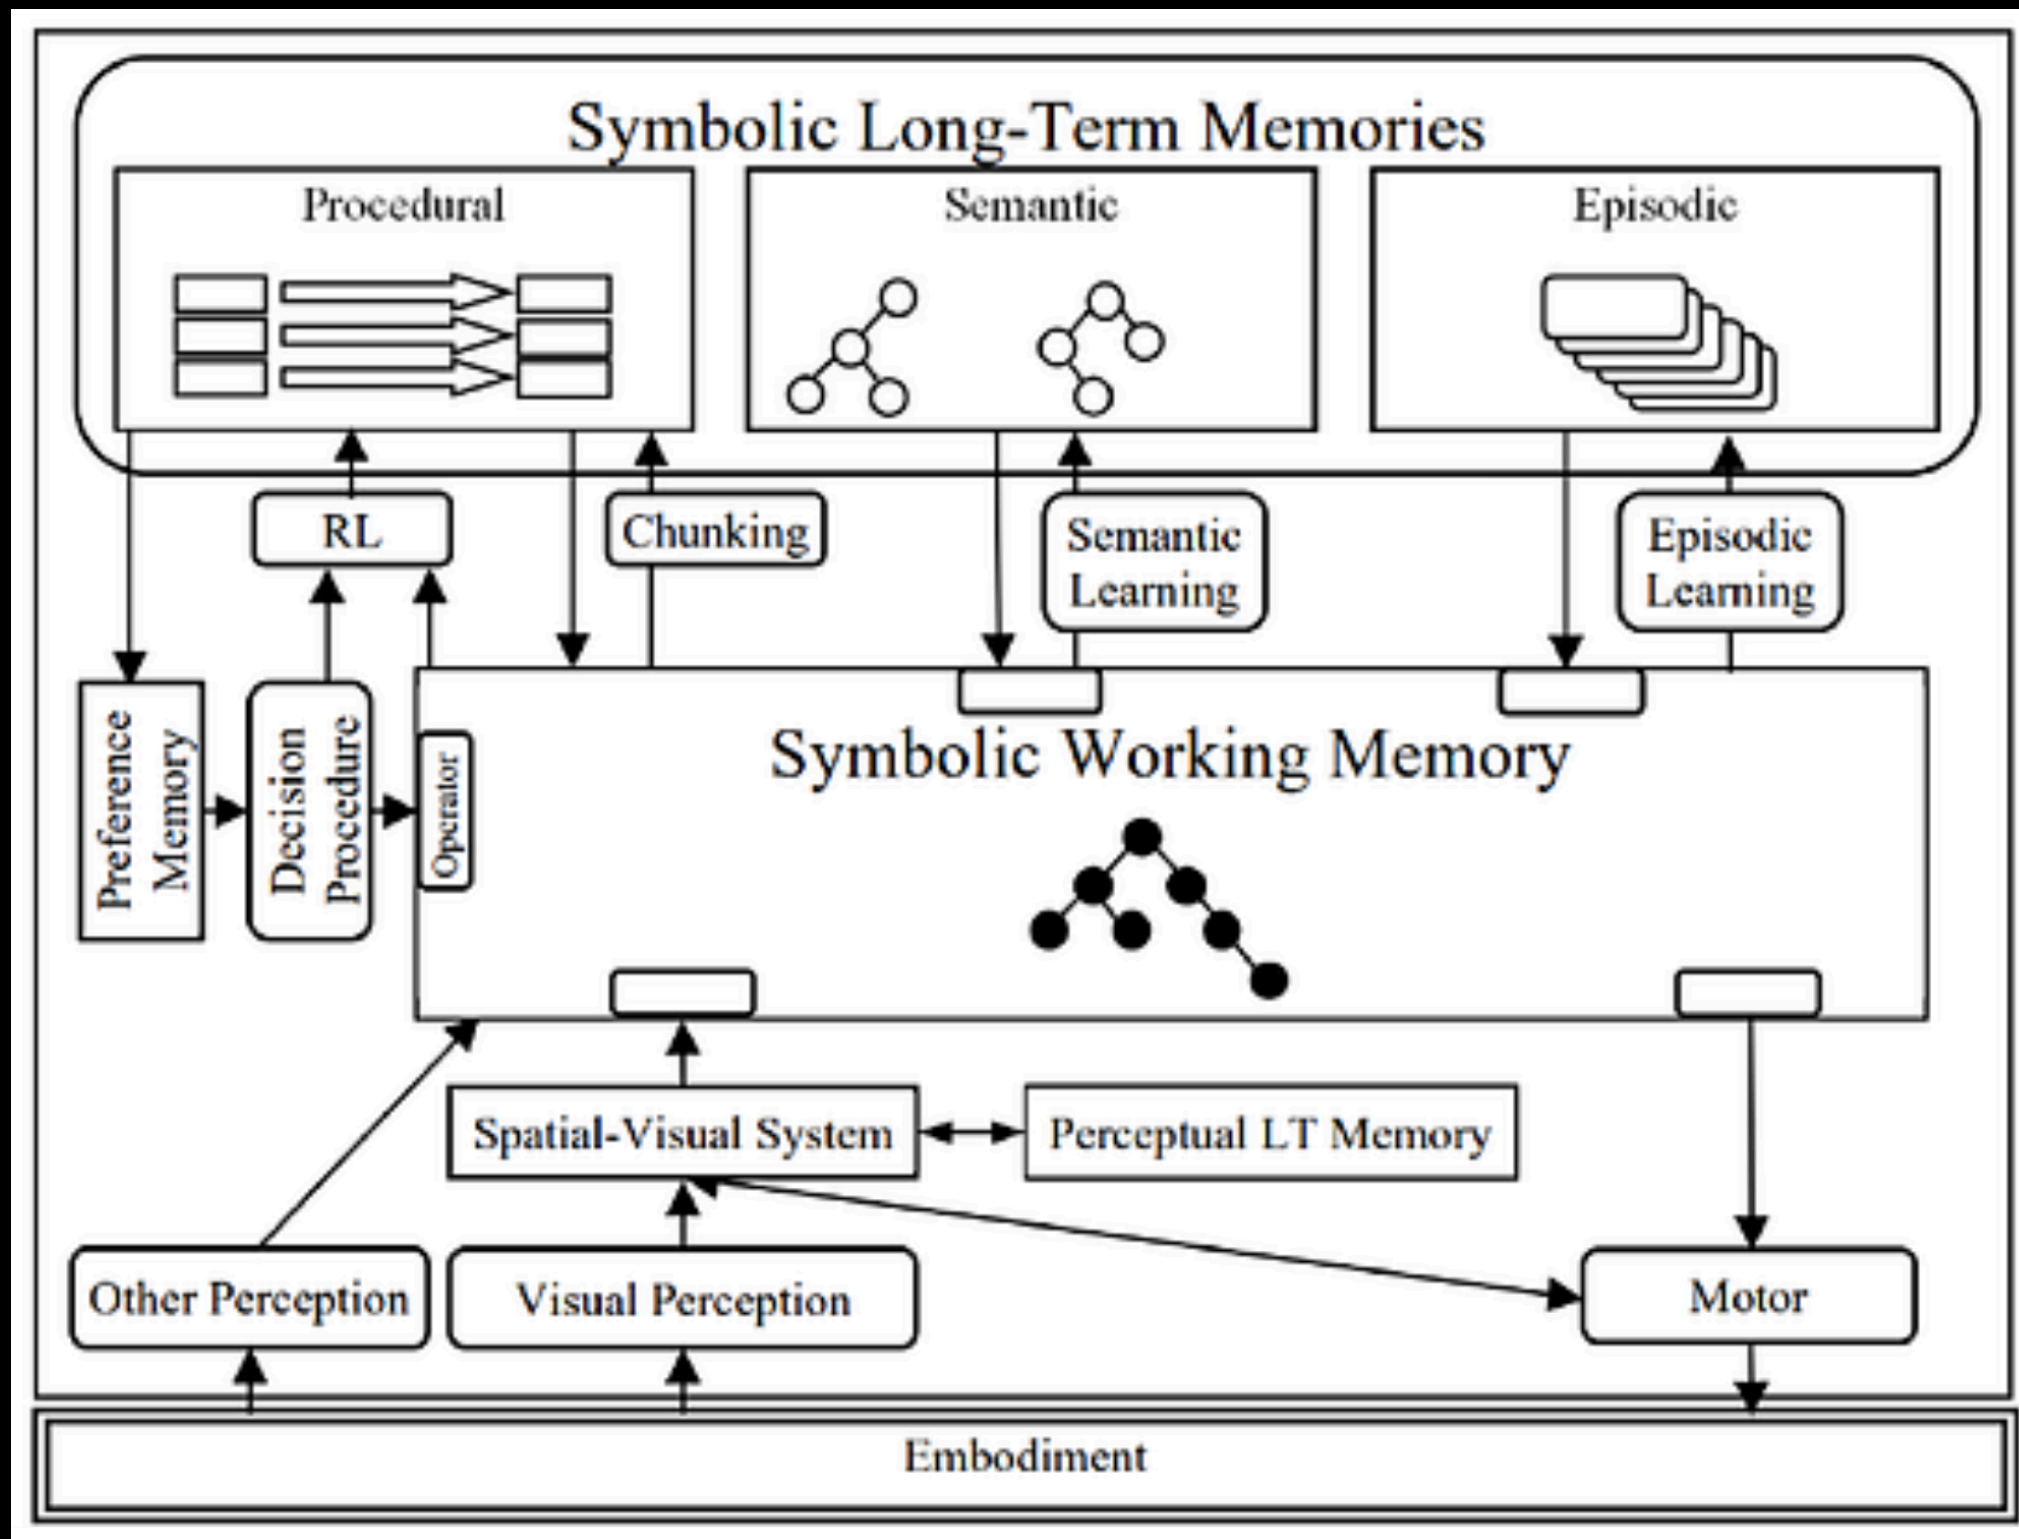 Symbolic Long-Term Memories
Procedural
Semantic
Episodic
RL
Chunking
Semantic
Learning
Episodic
Learning
Preference
Memory
Decision
Procedure
Operator
Symbolic Working Memory
Spatial-Visual System
Perceptual LT Memory
Other Perception
Visual Perception
Motor
Embodiment